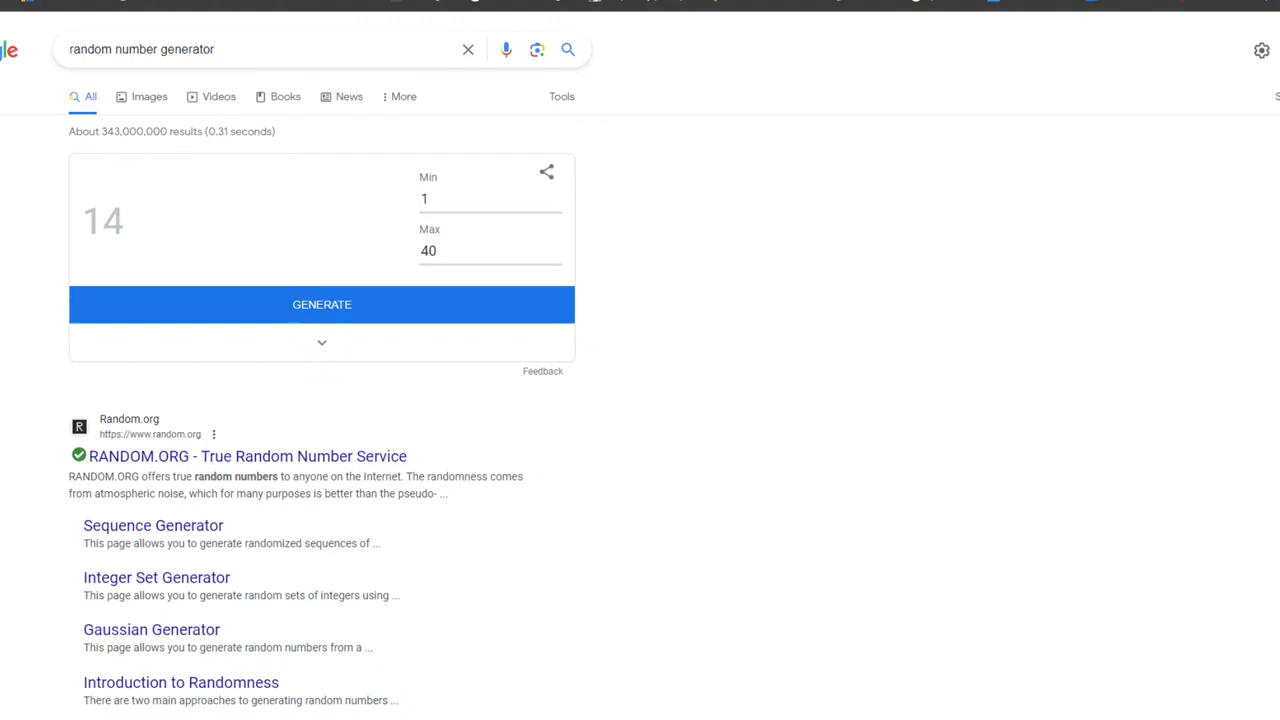 gle
random number generator
All Images Videos Books News More Tools
About 343,000,000 results (0.31 seconds)
14
Min
1
Max
40
GENERATE
Feedback
R
Random.org
https://www.random.org
RANDOM.ORG - True Random Number Service
RANDOM.ORG offers true random numbers to anyone on the Internet. The randomness comes
from atmospheric noise, which for many purposes is better than the pseudo- ...
Sequence Generator
This page allows you to generate randomized sequences of ...
Integer Set Generator
This page allows you to generate random sets of integers using ...
Gaussian Generator
This page allows you to generate random numbers from a ...
Introduction to Randomness
There are two main approaches to generating random numbers ...